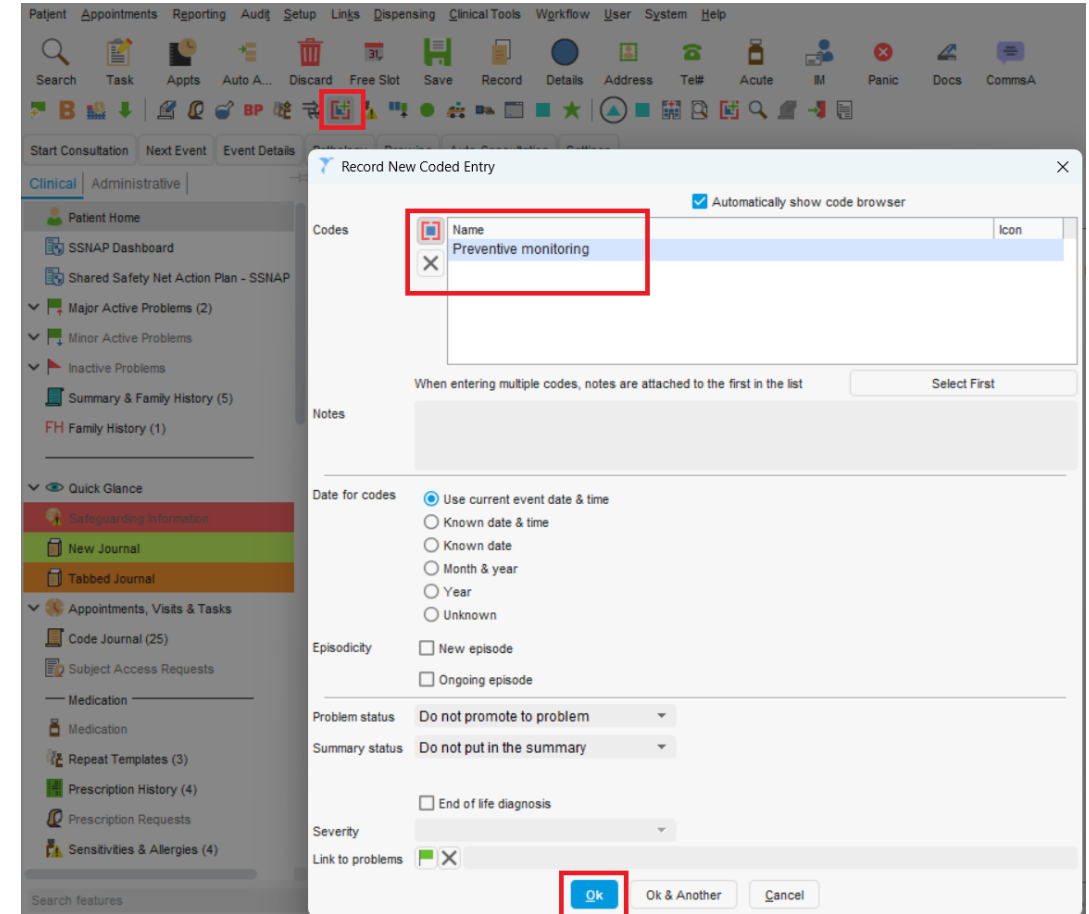 Patient Appointments Reporting Audit Setup Links Dispensing Clinical Tools Workflow User System Help
31
Search Task Appts Auto A... Discard Free Slot Save Record Details Address Tel# Acute IM Panic Docs CommsA
B BP
Start Consultation Next Event Event Details Pathology Drawing Auto-Consultation Settings
Record New Coded Entry
Clinical Administrative
Automatically show code browser
Patient Home
Codes
Name Icon
SSNAP Dashboard
Preventive monitoring
Shared Safety Net Action Plan - SSNAP
Major Active Problems (2)
Minor Active Problems
Inactive Problems
When entering multiple codes, notes are attached to the first in the list Select First
Summary & Family History (5)
Notes
FH Family History (1)
Quick Glance
Date for codes
Use current event date & time
Safeguarding Information
Known date & time
New Journal
Known date
Month & year
Tabbed Journal
Year
Appointments, Visits & Tasks
Unknown
Code Journal (25)
Episodicity New episode
Subject Access Requests
Ongoing episode
Medication
Problem status Do not promote to problem
Medication
Summary status Do not put in the summary
Repeat Templates (3)
Prescription History (4)
End of life diagnosis
Prescription Requests
Severity
Sensitivities & Allergies (4)
Link to problems
Search features
Ok Ok & Another Cancel